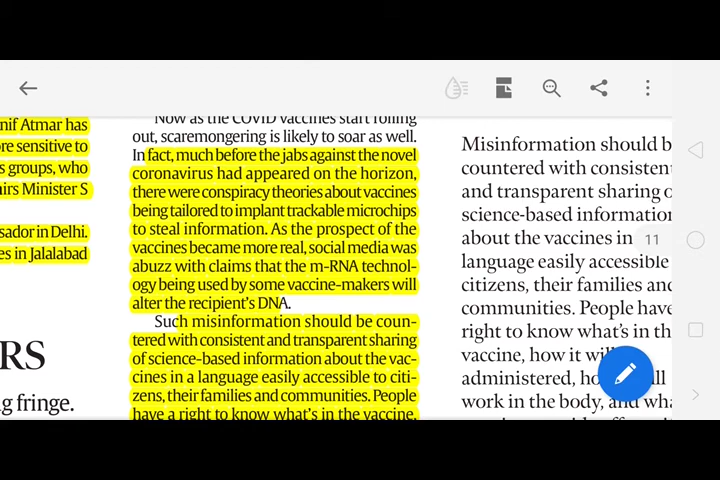 nif Atmar has
re sensitive to
s groups, who
irs Minister S
sador in Delhi.
es in Jalalabad
RS
g fringe.
Now as the COVID vaccines start rolling
out, scaremongering is likely to soar as well.
In fact, much before the jabs against the novel
coronavirus had appeared on the horizon,
there were conspiracy theories about vaccines
being tailored to implant trackable microchips
to steal information. As the prospect of the
vaccines became more real, social media was
abuzz with claims that the m-RNA technol-
ogy being used by some vaccine-makers will
alter the recipient's DNA.
Such misinformation should be coun-
tered with consistent and transparent sharing
of science-based information about the vac-
cines in a language easily accessible to citi-
zens, their families and communities. People
have a right to know what's in the vaccine,
Misinformation should b
countered with consistent
and transparent sharing o
science-based information
about the vaccines in
11
language easily accessible
citizens, their families and
communities. People have
right to know what's in th
vaccine, how it wil
administered, ho ll
work in the body, and wha